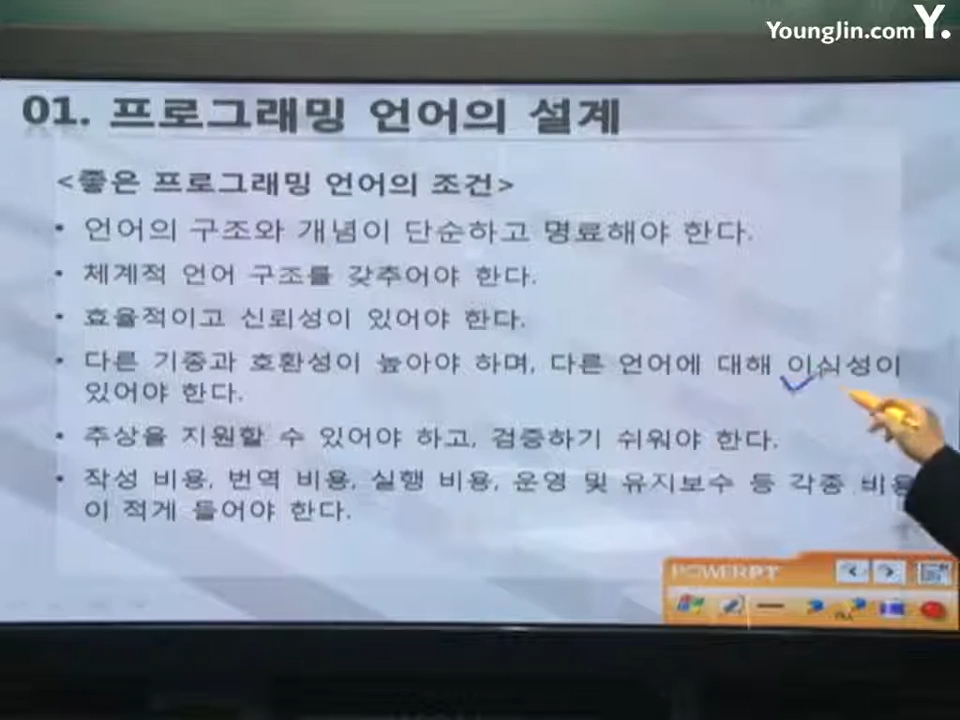 YoungJin.com Y.
01. 프로그래밍 언어의 설계
<좋은 프로그래밍 언어의 조건>
• 언어의 구조와 개념이 단순하고 명료해야 한다.
• 체계적 언어 구조를 갖추어야 한다.
• 효율적이고 신뢰성이 있어야 한다.
• 다른 기종과 호환성이 높아야 하며, 다른 언어에 대해 이식성이
있어야 한다.
• 추상을 지원할 수 있어야 하고, 검증하기 쉬워야 한다.
• 작성 비용, 번역 비용, 실행 비용, 운영 및 유지보수 등 각종 비용
이 적게 들어야 한다.
POWERPT